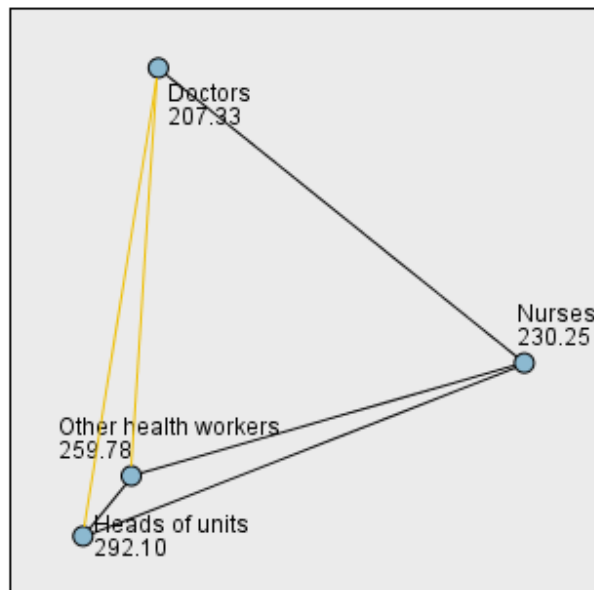 Doctors
207.33
Nurses
230.25
Other health workers
259.78
Heads of units
292.10